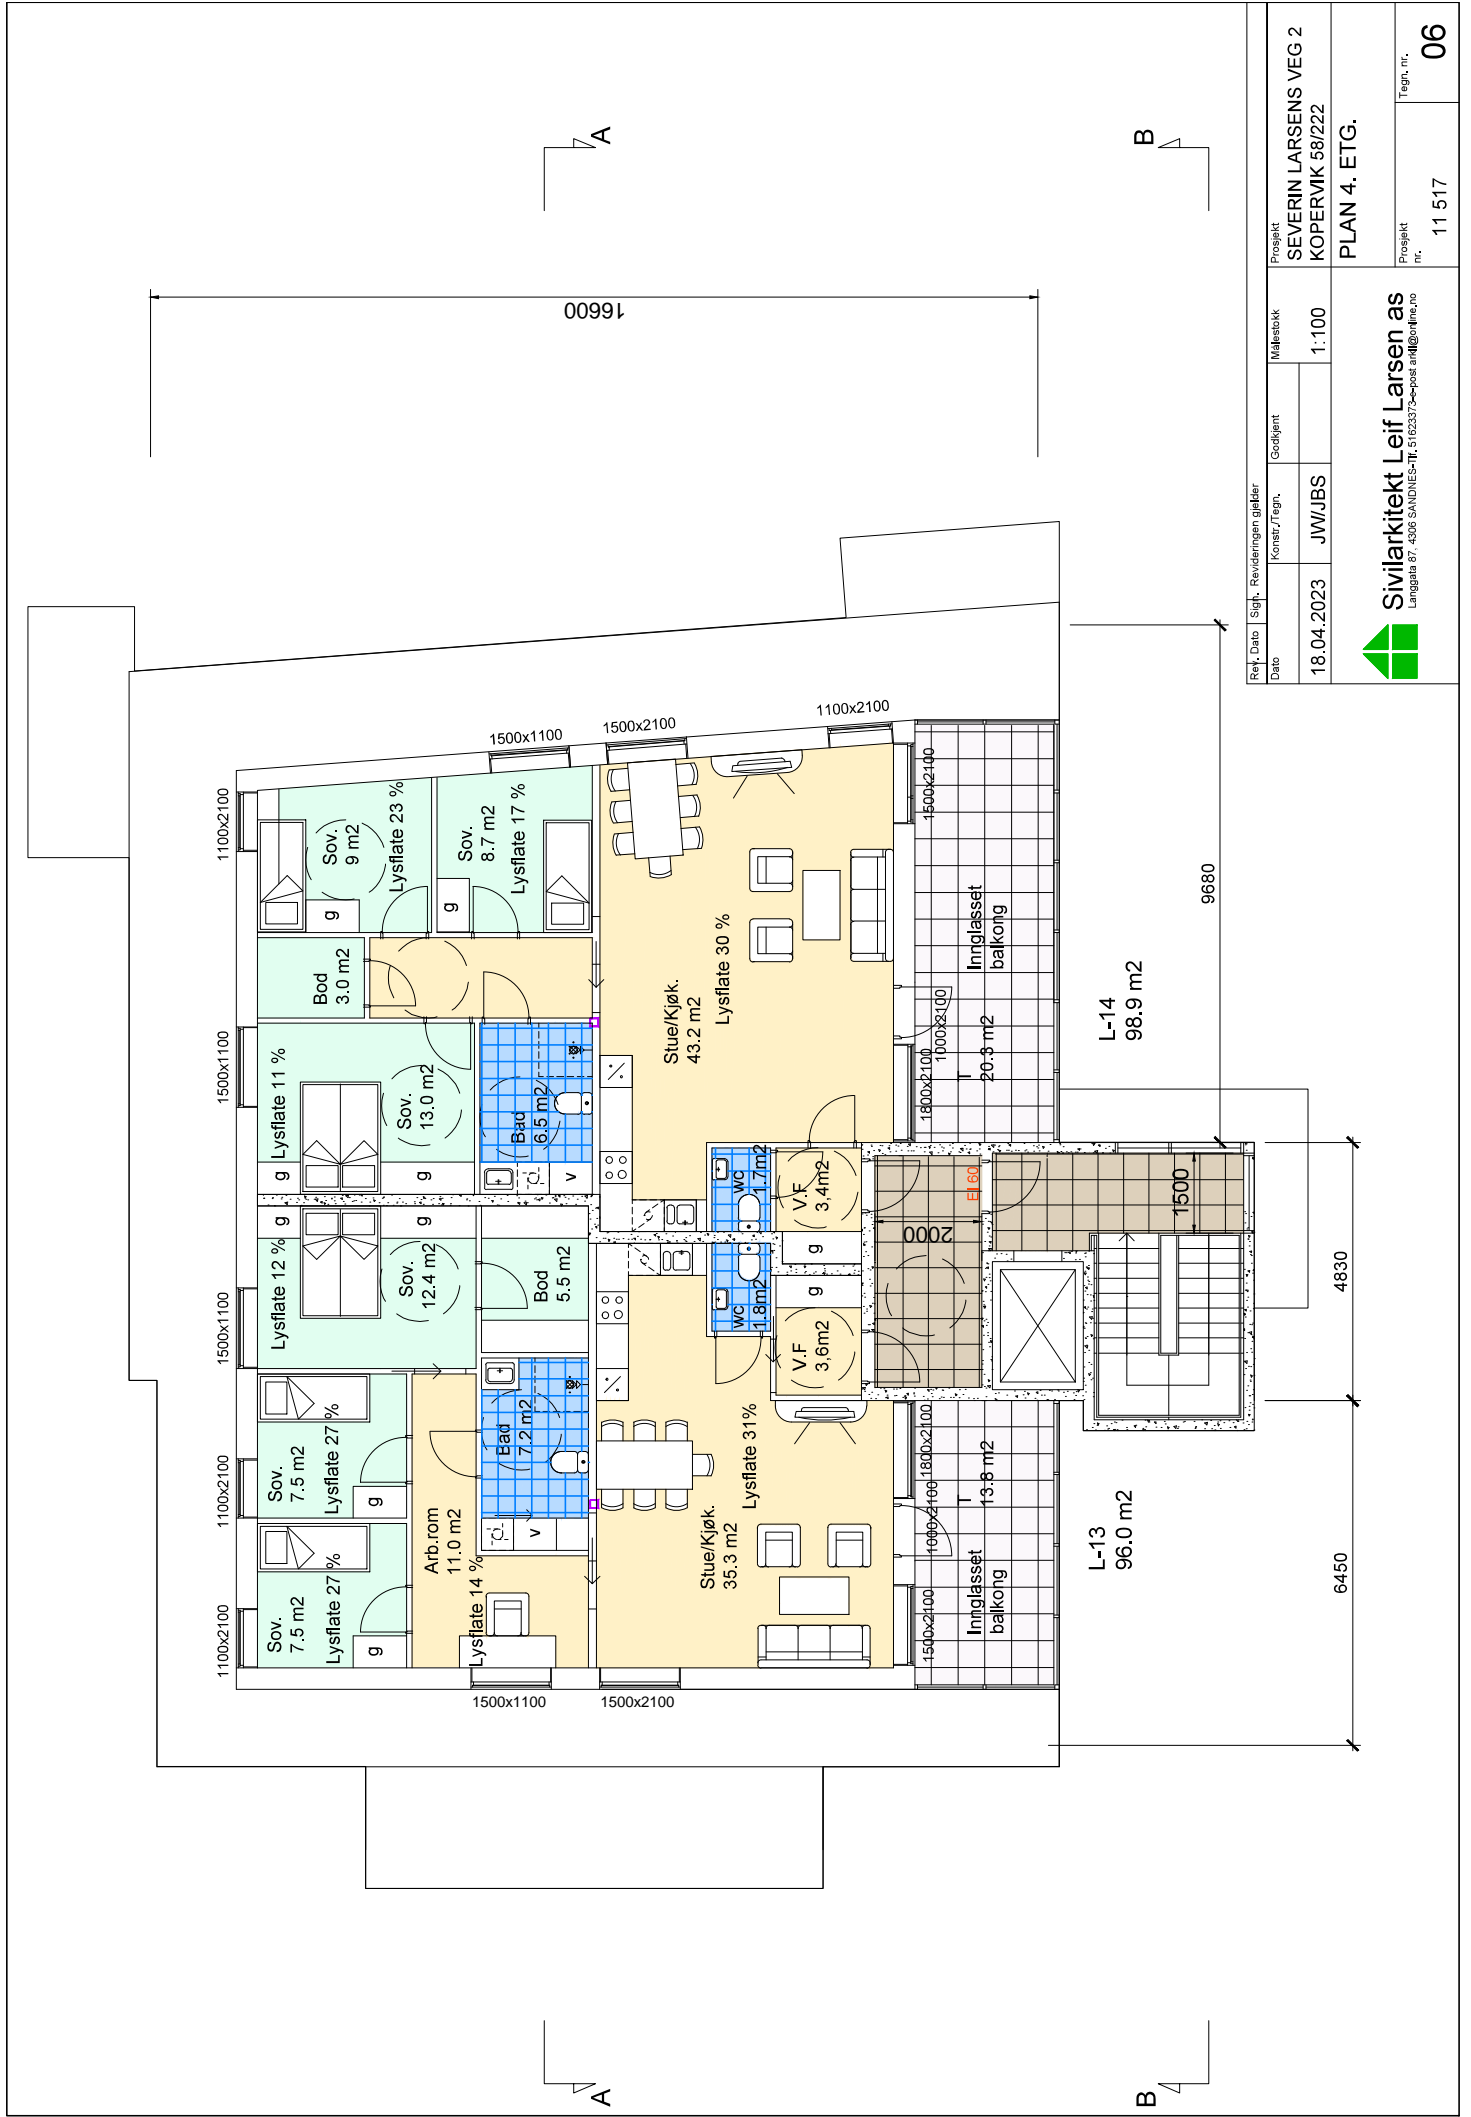 A
A
B
B
16600
1100x2100
1500x1100
1500x1100
1100x2100
1100x2100
1500x1100
1500x2100
1100x2100
Sov.
7.5 m2
Lysflate 27 %
g
Sov.
7.5 m2
Lysflate 27 %
g
Lysflate 12 %
Sov.
12.4 m2
g
g
Lysflate 11 %
Sov.
13.0 m2
g
g
Bod
3.0 m2
Sov.
9 m2
Lysflate 23 %
g
Sov.
8.7 m2
Lysflate 17 %
g
Arb.rom
11.0 m2
Lysflate 14 %
Bad
7.2 m2
v
Bod
5.5 m2
Bad
6.5 m2
v
1500x1100
1500x2100
Stue/Kjøk.
35.3 m2
Lysflate 31%
Stue/Kjøk.
43.2 m2
Lysflate 30 %
wc
1.8m2
wc
1.7m2
V.F
3,6m2
g
V.F
3,4m2
g
2000
EI 60
1500
1500x2100
1000x2100
1800x2100
1800x2100
1000x2100
1500x2100
Innglasset
balkong
T
13.8 m2
T
20.3 m2
Innglasset
balkong
L-13
96.0 m2
L-14
98.9 m2
9680
6450
4830
Rev.
Dato
Sign.
Revideringen gjelder
Dato
18.04.2023
Konstr./Tegn.
JW/JBS
Godkjent
Målestokk
1:100
Prosjekt
SEVERIN LARSENS VEG 2
KOPERVIK 58/222
PLAN 4. ETG.
Sivilarkitekt Leif Larsen as
Langgata 87, 4306 SANDNES-Tlf. 51623373-e-post
Prosjekt
nr.
11 517
Tegn. nr.
06